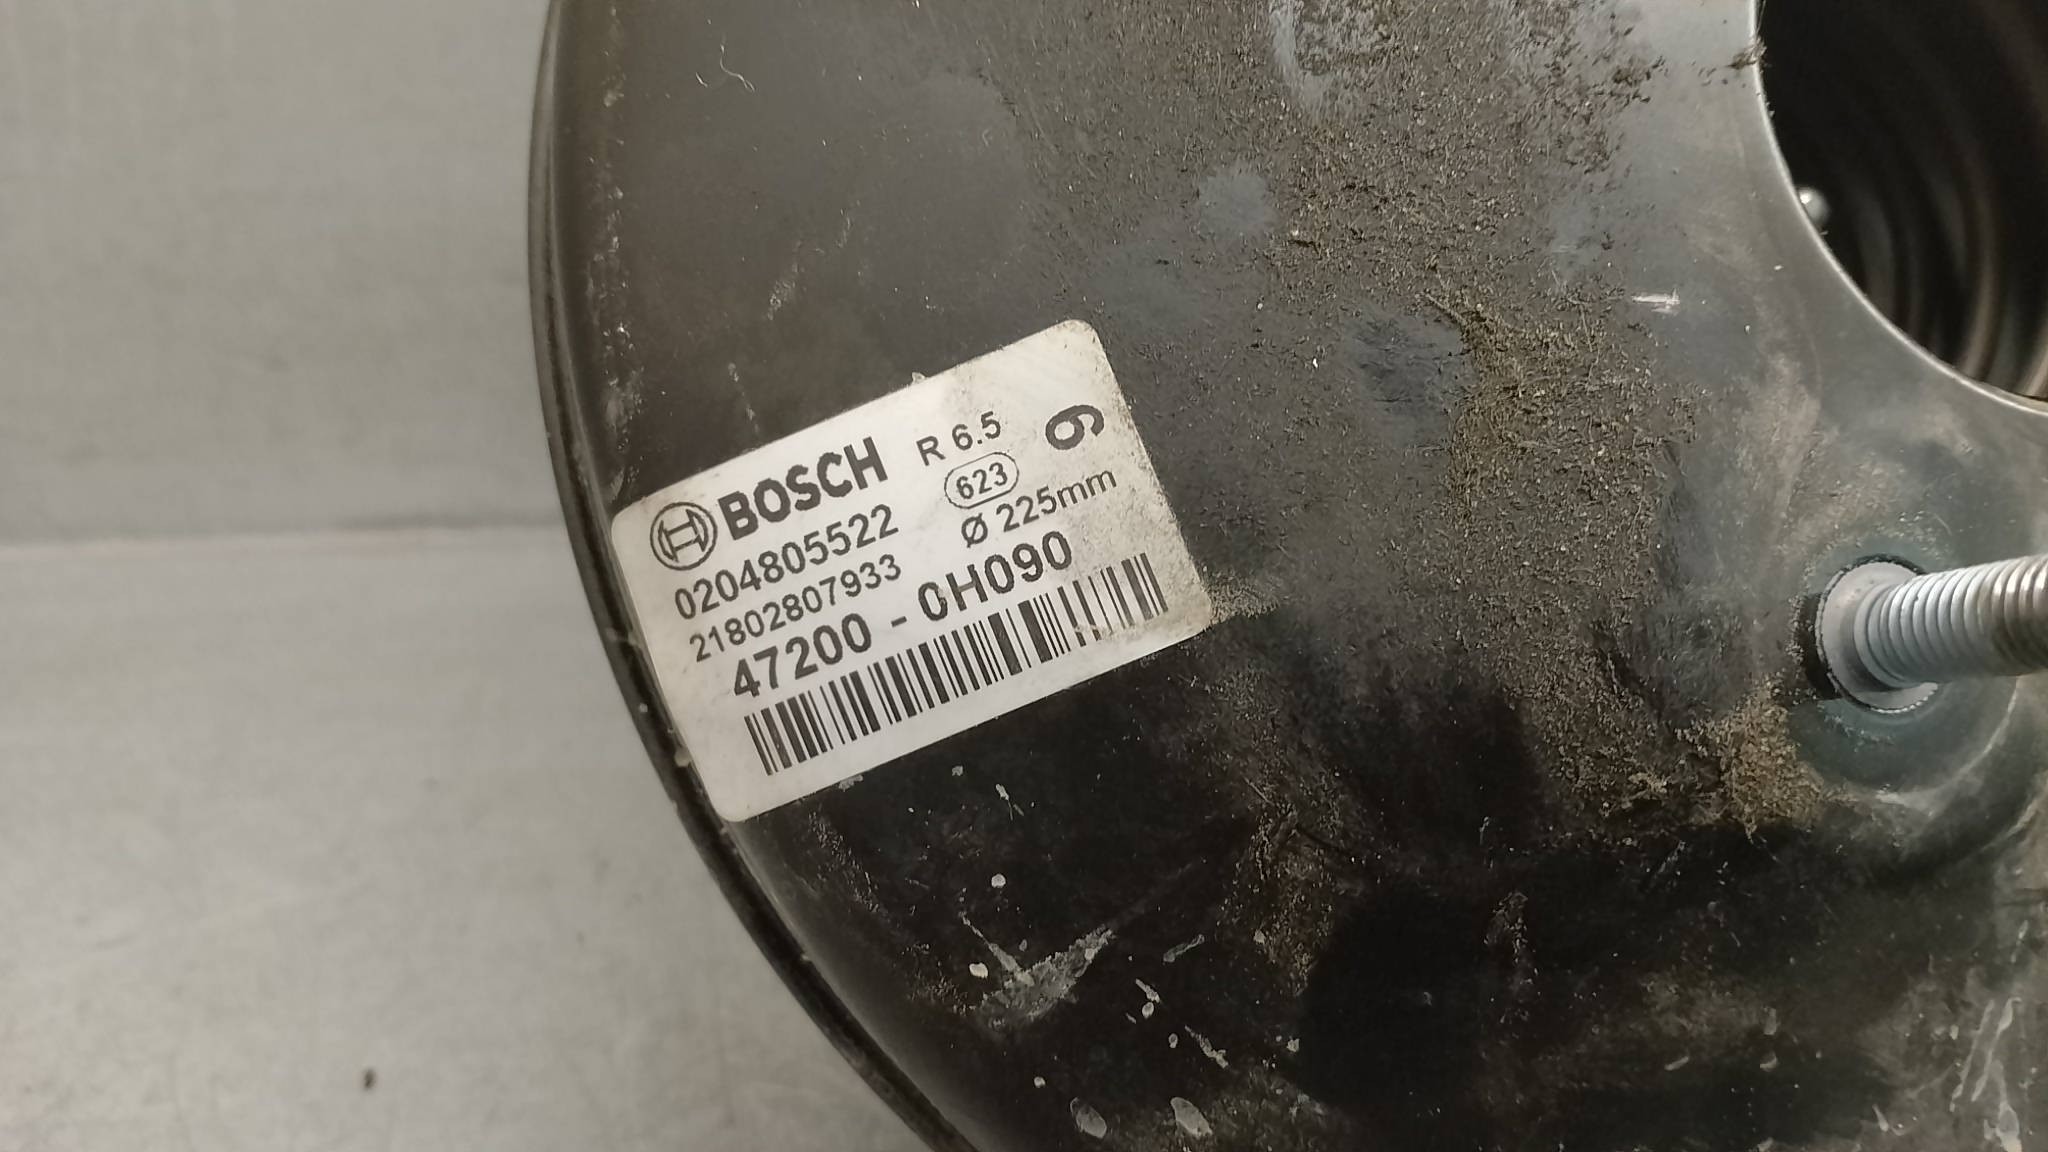 BOSCH R 6.5
0204805522 623
21802807933 Ø 225mm
47200 - 0H090
9